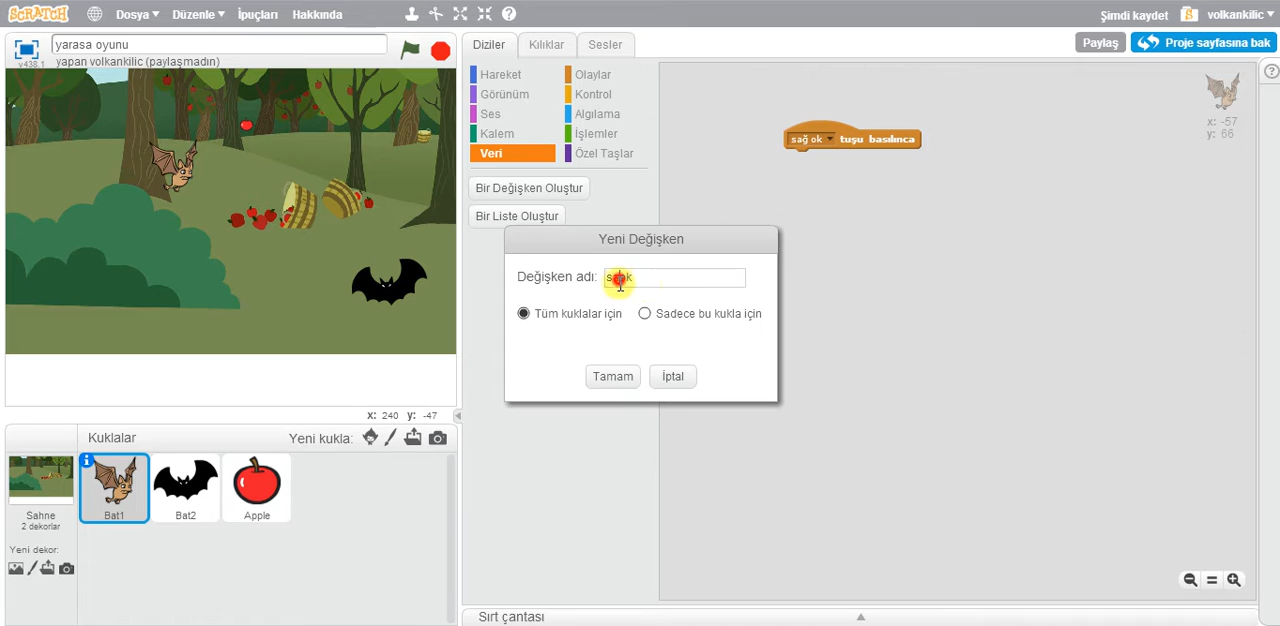 SCRATCH
Dosya
Düzenle
İpuçları
Hakkında
Şimdi kaydet
volkankilic
yarasa oyunu
v438.1
yapan volkankilic (paylaşmadın)
Diziler
Kılıklar
Sesler
Paylaş
Proje sayfasına bak
Hareket
Görünüm
Ses
Kalem
Veri
Olaylar
Kontrol
Algılama
İşlemler
Özel Taşlar
Bir Değişken Oluştur
Bir Liste Oluştur
sağ ok tuşu basılınca
x: -57
y: 66
Yeni Değişken
Değişken adı:
Tüm kuklalar için
Sadece bu kukla için
Tamam
İptal
x: 240 y: -47
Kuklalar
Yeni kukla:
Sahne
2 dekorlar
Yeni dekor:
Bat1
Bat2
Apple
Sırt çantası